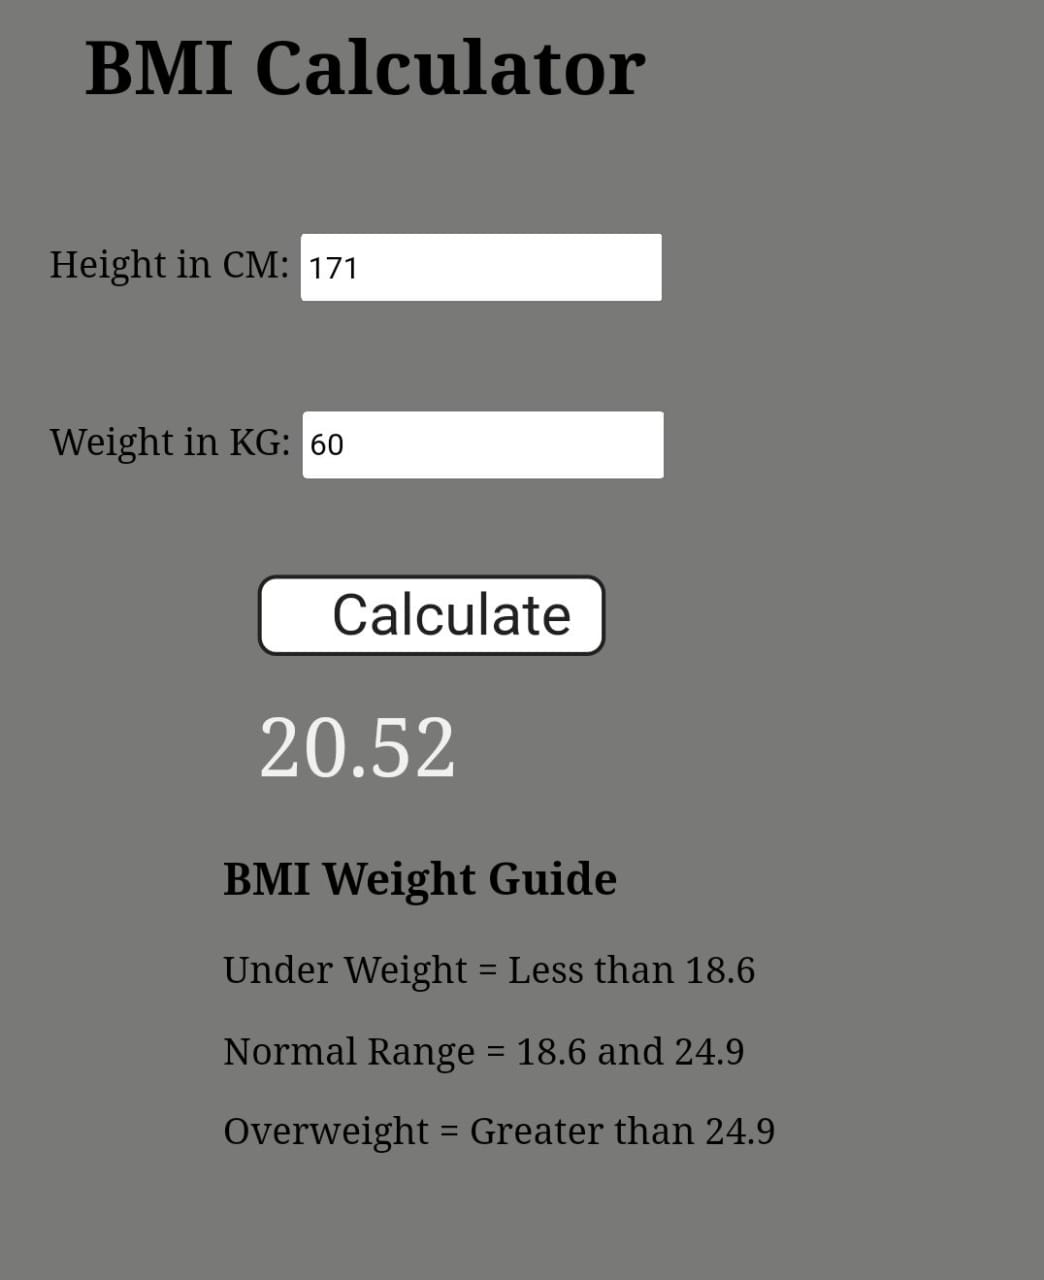 BMI Calculator
Height in CM: 171
Weight in KG: 60
Calculate
20.52
BMI Weight Guide
Under Weight = Less than 18.6
Normal Range = 18.6 and 24.9
Overweight = Greater than 24.9